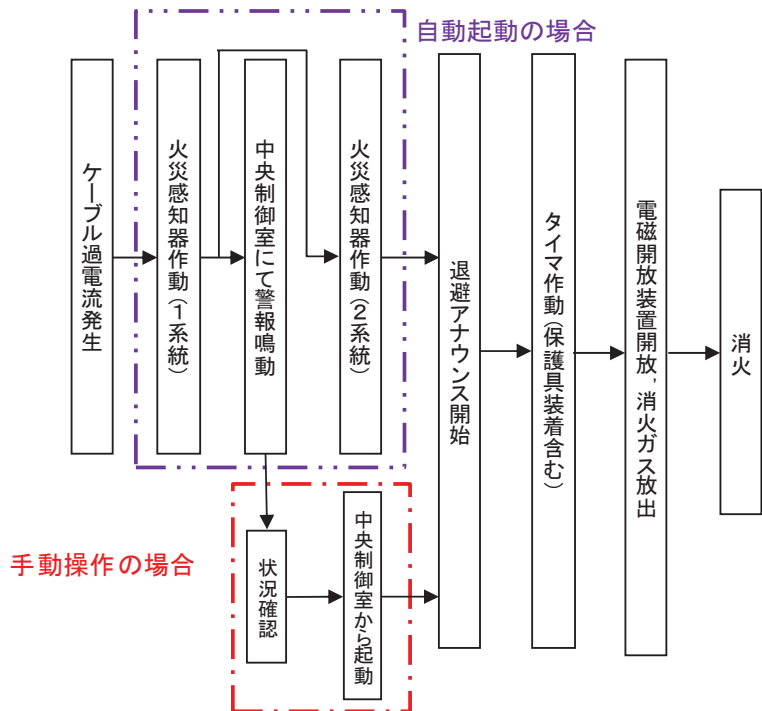 自動起動の場合
ケーブル過電流発生
火災感知器作動（１系統）
中央制御室にて警報鳴動
火災感知器作動（２系統）
退避アナウンス開始
タイマ作動（保護具装着含む）
電磁開放装置開放，消火ガス放出
消火
手動操作の場合
状況確認
中央制御室から起動